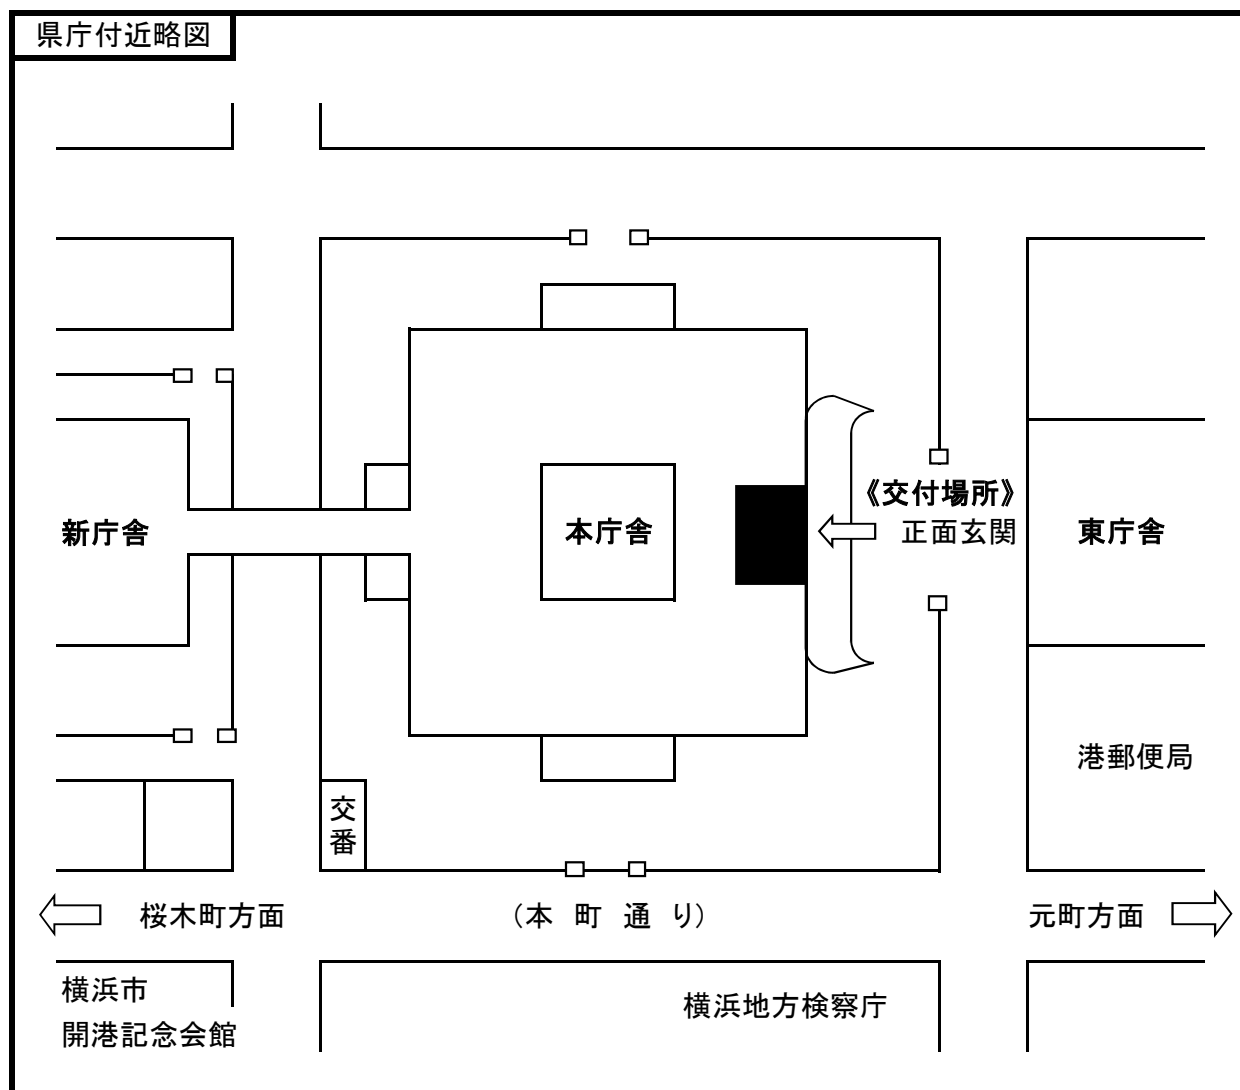 県庁付近略図
《交付場所》
新庁舎
本庁舎
正面玄関
東庁舎
港郵便局
交番
桜木町方面
（本町通り）
元町方面
横浜市
開港記念会館
横浜地方検察庁